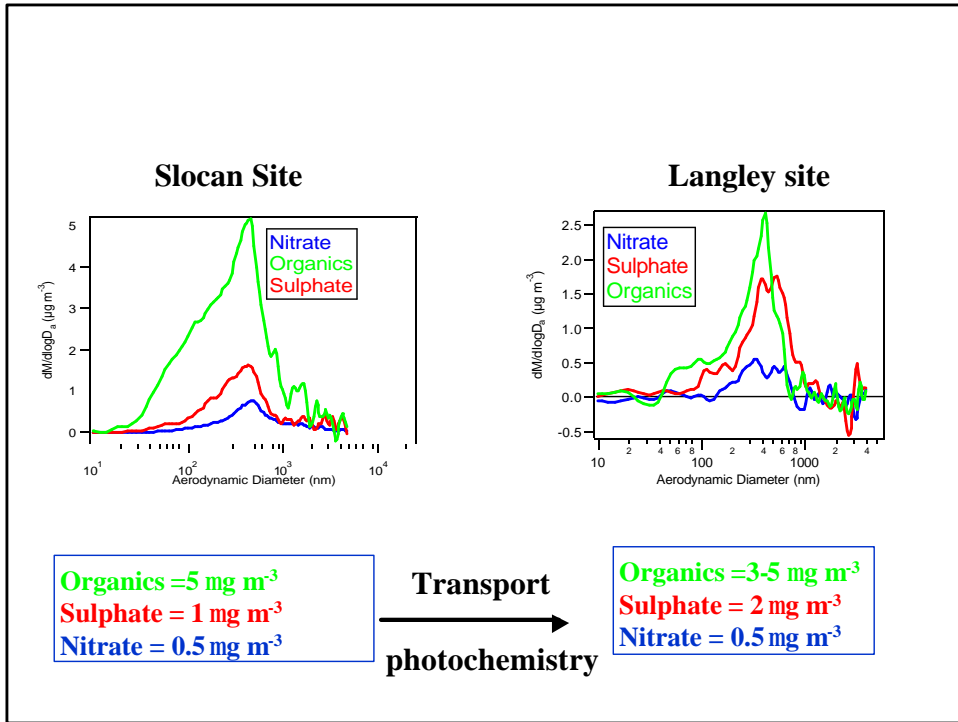 Slocan Site
Langley site
5
4
2
1
0
dM/dlogDa (µg m-3)
Nitrate
Organics
Sulphate
10¹ 10² 10³ 10⁴
Aerodynamic Diameter (nm)
2.5
2.0
1.5
1.0
0.5
0.0
-0.5
dM/dlogDa (µg m-3)
Nitrate
Sulphate
Organics
10 2 4 6 8 100 2 4 6 8 1000 2 4
Aerodynamic Diameter (nm)
Organics =5 mg m-3
Sulphate = 1 mg m-3
Nitrate = 0.5 mg m-3
Transport
photochemistry
Organics =3-5 mg m-3
Sulphate = 2 mg m-3
Nitrate = 0.5 mg m-3